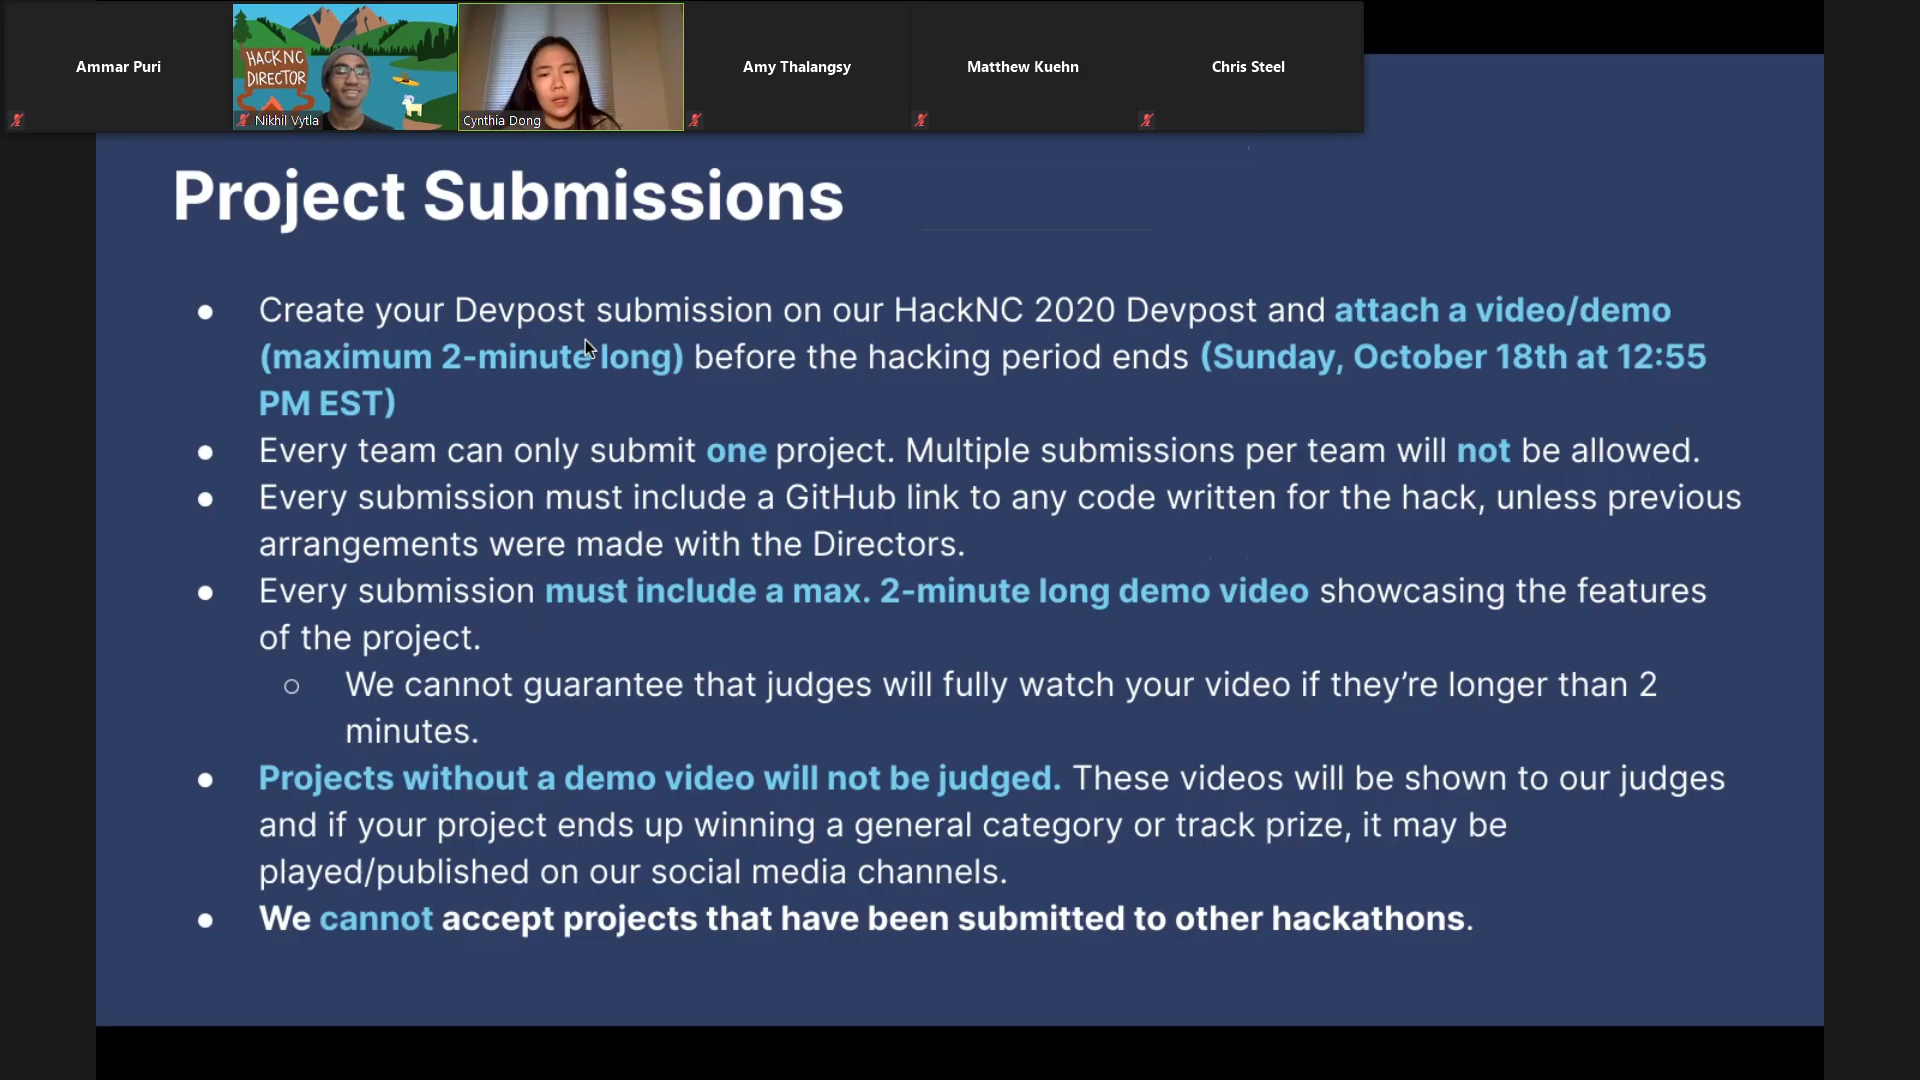 Ammar Puri
HACK NC
DIRECTOR
Nikhil Vytla
Cynthia Dong
Amy Thalangsy
Matthew Kuehn
Chris Steel
Project Submissions
● Create your Devpost submission on our HackNC 2020 Devpost and attach a video/demo
(maximum 2-minute long) before the hacking period ends (Sunday, October 18th at 12:55
PM EST)
● Every team can only submit one project. Multiple submissions per team will not be allowed.
● Every submission must include a GitHub link to any code written for the hack, unless previous
arrangements were made with the Directors.
● Every submission must include a max. 2-minute long demo video showcasing the features
of the project.
○ We cannot guarantee that judges will fully watch your video if they’re longer than 2
minutes.
● Projects without a demo video will not be judged. These videos will be shown to our judges
and if your project ends up winning a general category or track prize, it may be
played/published on our social media channels.
● We cannot accept projects that have been submitted to other hackathons.